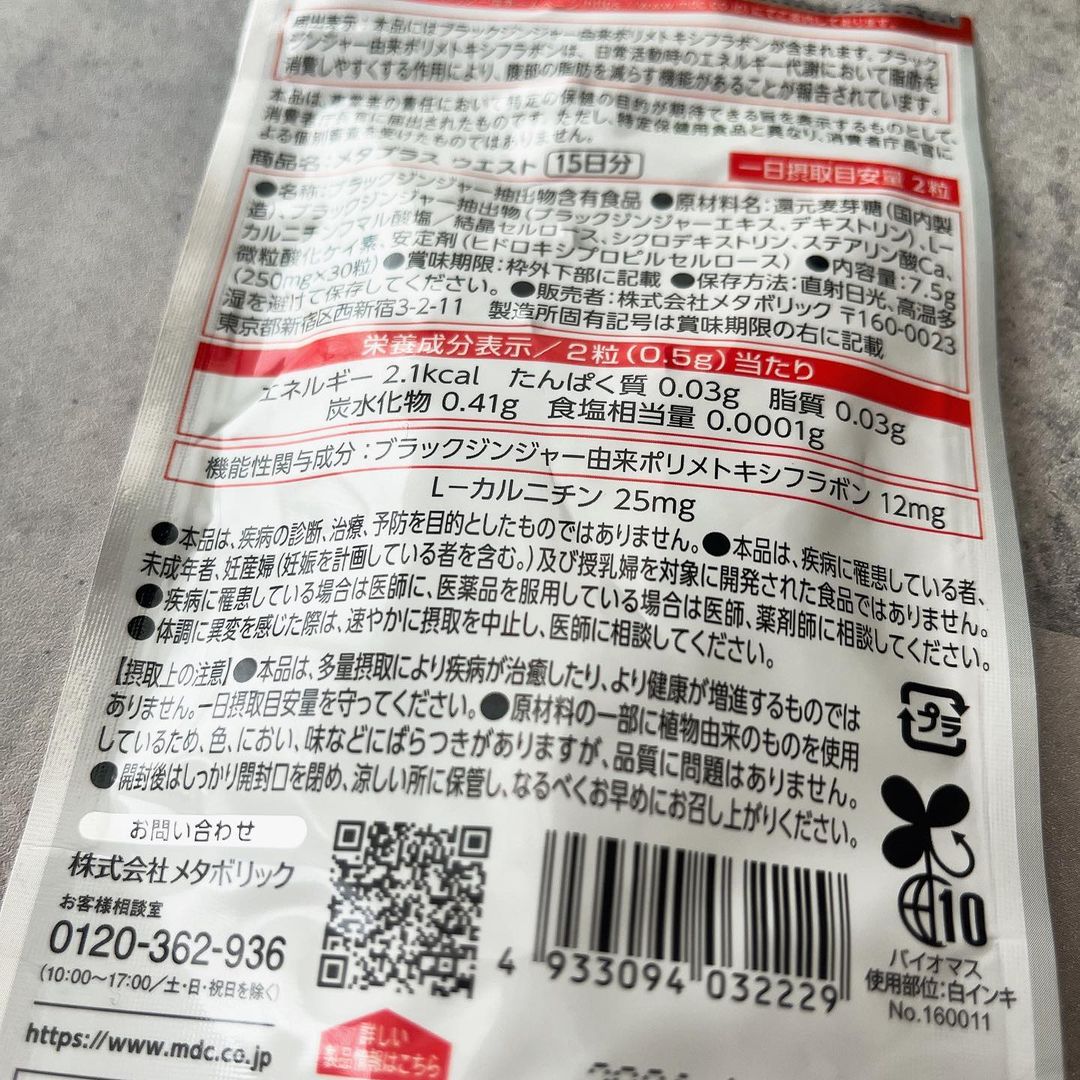 届出表示：本品にはブラックジンジャー由来ポリメトキシフラボンが含まれます。ブラック
ジンジャー由来ポリメトキシフラボンは、日常活動時のエネルギー代謝において脂肪を
消費しやすくする作用により、腹部の脂肪を減らす機能があることが報告されています。
本品は、事業者の責任において特定の保健の目的が期待できる旨を表示するものとして、
消費者庁長官に届出されたものです。ただし、特定保健用食品と異なり、消費者庁長官に
よる個別審査を受けたものではありません。
商品名：メタプラス ウエスト 15日分
一日摂取目安量 2粒
●名称：ブラックジンジャー抽出物含有食品 ●原材料名：還元麦芽糖（国内製
造）、ブラックジンジャー抽出物（ブラックジンジャーエキス、デキストリン）、L-
カルニチンフマル酸塩／結晶セルロース、シクロデキストリン、ステアリン酸Ca、
微粒酸化ケイ素、安定剤（ヒドロキシプロピルセルロース） ●内容量：7.5g
（250mg×30粒）●賞味期限：枠外下部に記載 ●保存方法：直射日光、高温多
湿を避けて保存してください。 ●販売者：株式会社メタボリック 〒160-0023
東京都新宿区西新宿3-2-11 製造所固有記号は賞味期限の右に記載
栄養成分表示／2粒（0.5g）当たり
エネルギー 2.1kcal たんぱく質 0.03g 脂質 0.03g
炭水化物 0.41g 食塩相当量 0.0001g
機能性関与成分：ブラックジンジャー由来ポリメトキシフラボン 12mg
L-カルニチン 25mg
●本品は、疾病の診断、治療、予防を目的としたものではありません。●本品は、疾病に罹患している者、
未成年者、妊産婦（妊娠を計画している者を含む。）及び授乳婦を対象に開発された食品ではありません。
●疾病に罹患している場合は医師に、医薬品を服用している場合は医師、薬剤師に相談してください。
●体調に異変を感じた際は、速やかに摂取を中止し、医師に相談してください。
【摂取上の注意】●本品は、多量摂取により疾病が治癒したり、より健康が増進するものでは
ありません。一日摂取目安量を守ってください。●原材料の一部に植物由来のものを使用
しているため、色、におい、味などにばらつきがありますが、品質に問題はありません。
●開封後はしっかり開封口を閉め、涼しい所に保管し、なるべくお早めにお召し上がりください。
プラ
お問い合わせ
株式会社メタボリック
お客様相談室
0120-362-936
（10:00〜17:00／土・日・祝日を除く）
https://www.mdc.co.jp
詳しい
製品情報はこちら
4 933094 032229
10
バイオマス
使用部位：白インキ
No.160011